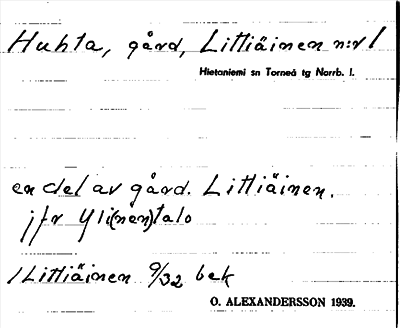 Huhta, gård, Littiäinen n:r 1
Hietaniemi sn Torneå tg Norrb. l.
en del av gård. Littiäinen.
jfr Yli(nen)talo
/Littiäinen 9/32 bek
O. ALEXANDERSSON 1939.